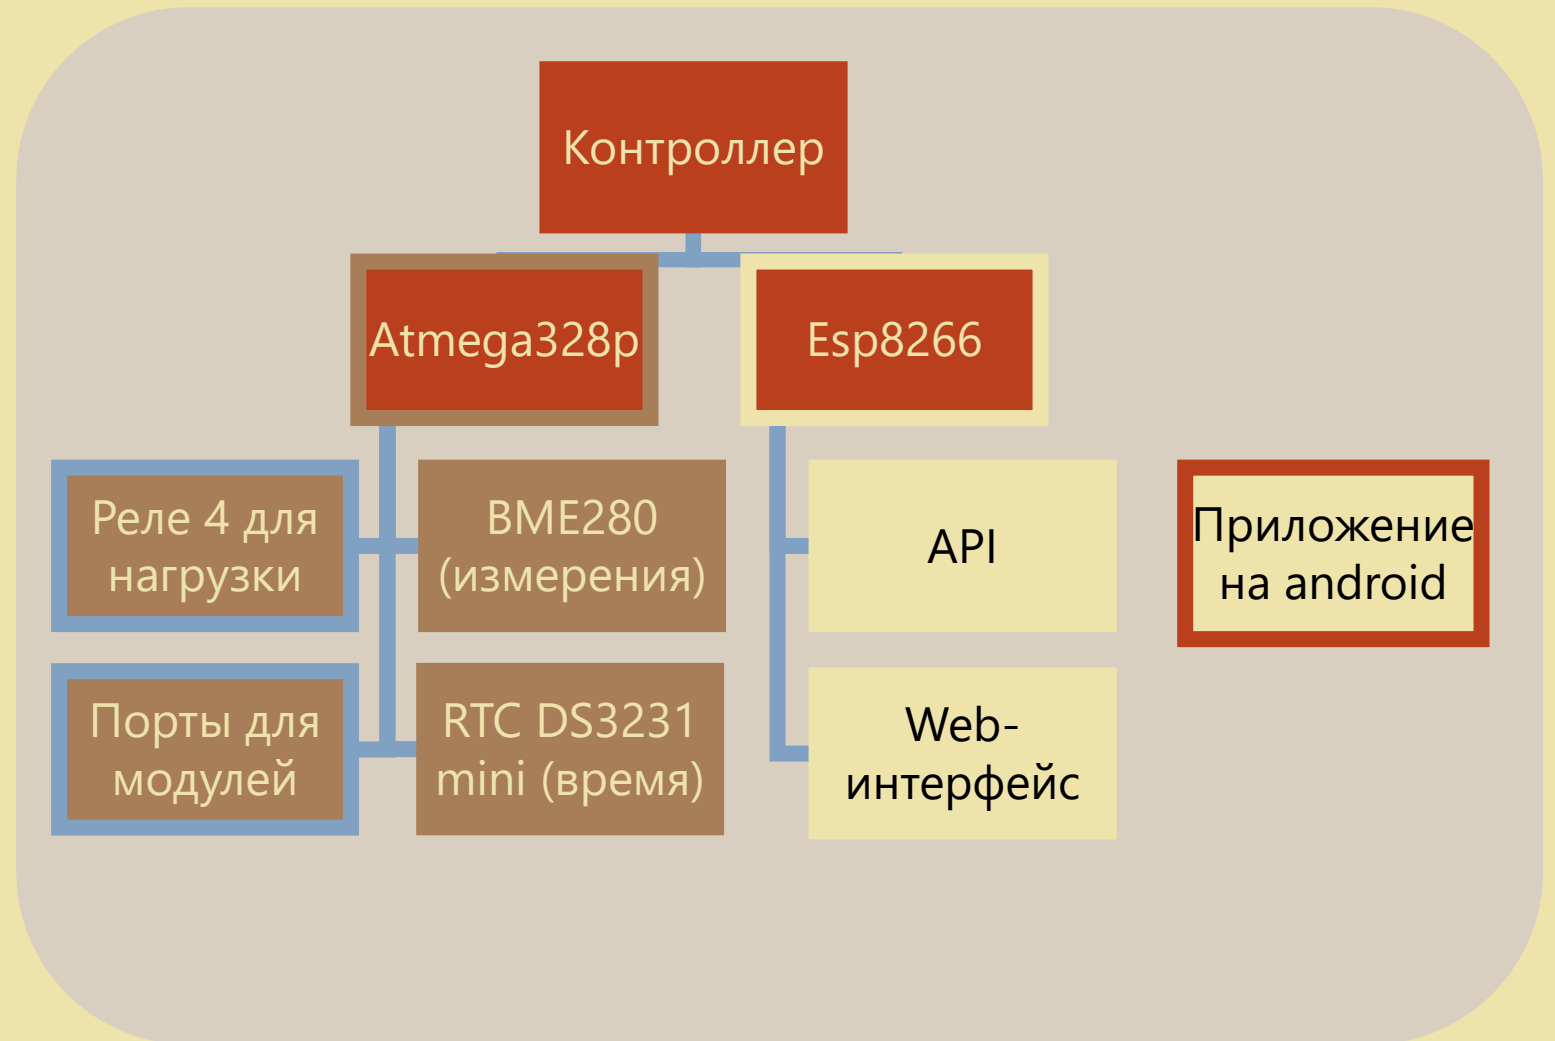 Контроллер
Atmega328p
Esp8266
Реле 4 для
нагрузки
BME280
(измерения)
API
Приложение
на android
Порты для
модулей
RTC DS3231
mini (время)
Web-
интерфейс